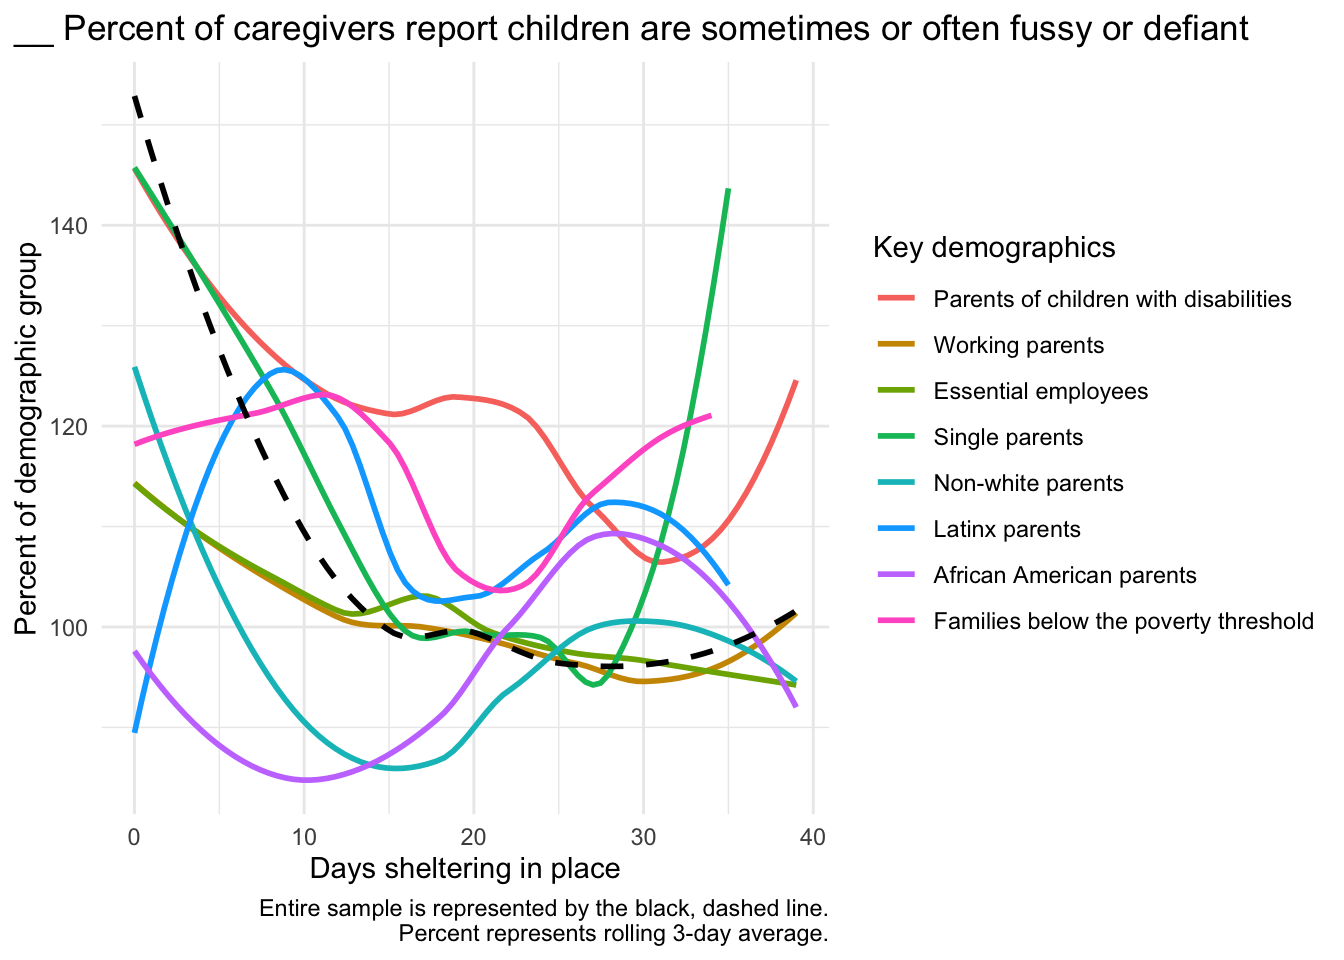 __ Percent of caregivers report children are sometimes or often fussy or defiant
Percent of demographic group
140
120
100
0 10 20 30 40
Days sheltering in place
Entire sample is represented by the black, dashed line.
Percent represents rolling 3-day average.
Key demographics
Parents of children with disabilities
Working parents
Essential employees
Single parents
Non-white parents
Latinx parents
African American parents
Families below the poverty threshold